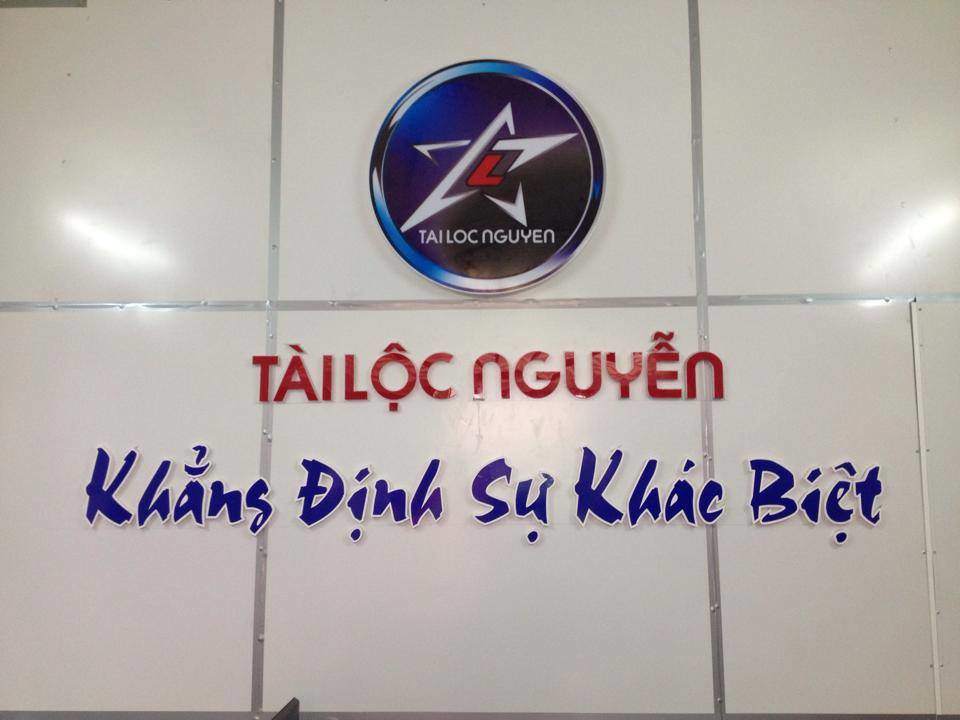 TAI LOC NGUYEN
TÀI LỘC NGUYỄN
Khẳng Định Sự Khác Biệt